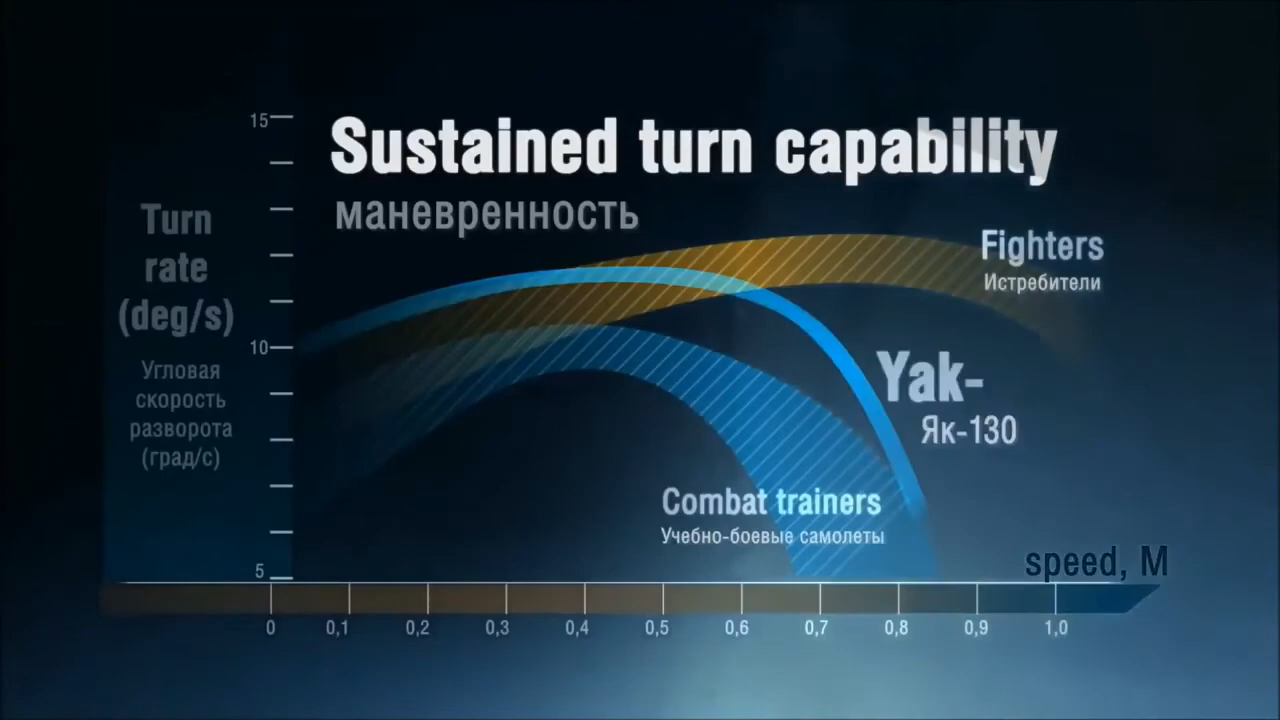 15
Sustained turn capability
маневренность
Turn
rate
(deg/s)
Fighters
Истребители
10
Угловая
скорость
разворота
(град/с)
Yak-
Як-130
Combat trainers
Учебно-боевые самолеты
5
speed, M
0 0,1 0,2 0,3 0,4 0,5 0,6 0,7 0,8 0,9 1,0